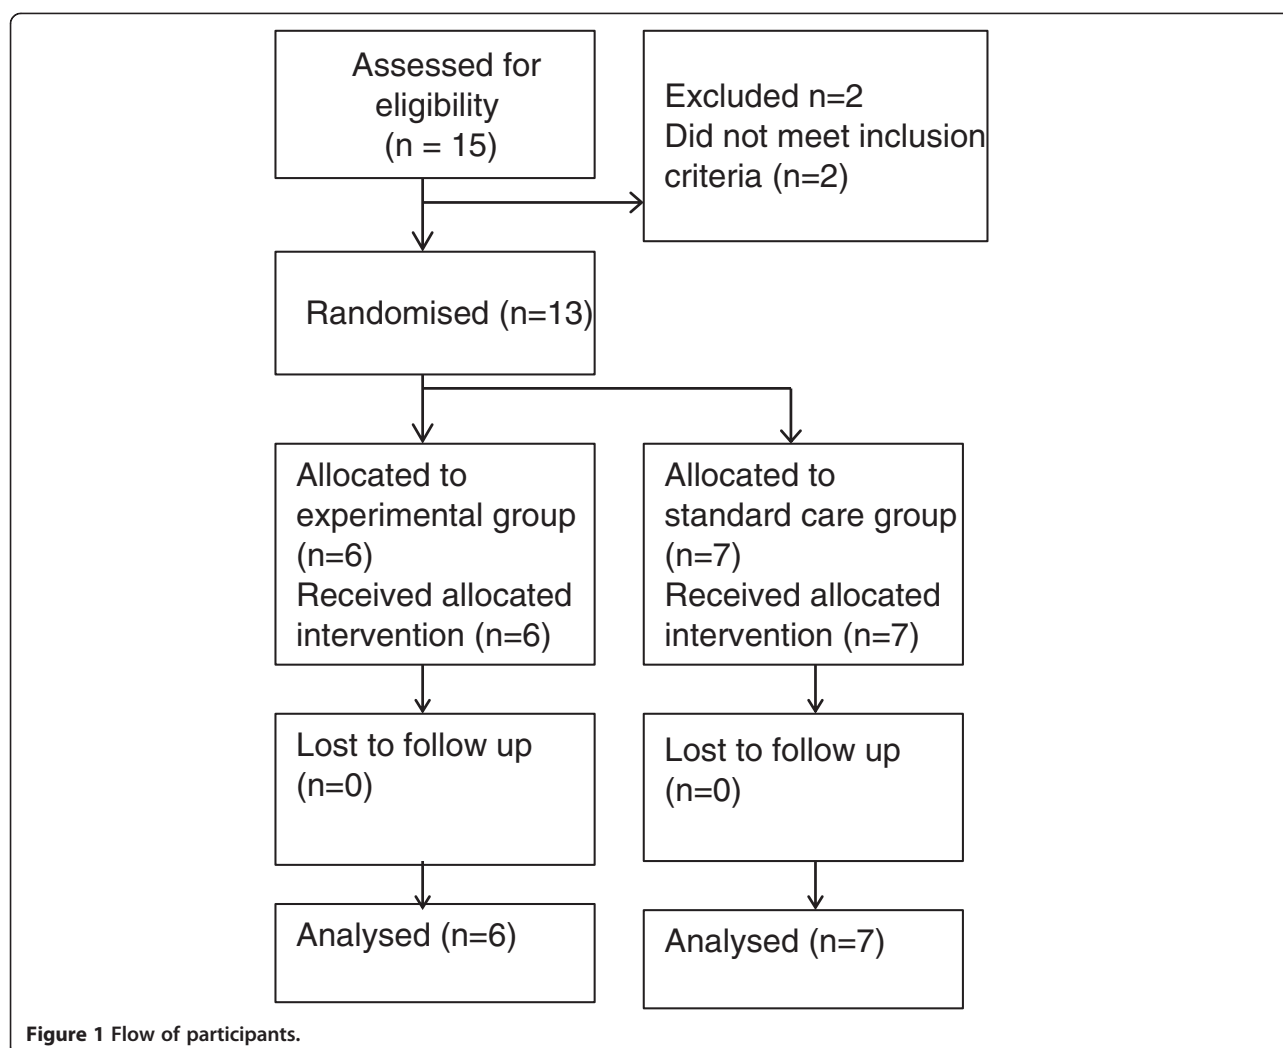 Assessed for
eligibility
(n = 15)
Excluded n=2
Did not meet inclusion
criteria (n=2)
Randomised (n=13)
Allocated to
experimental group
(n=6)
Received allocated
intervention (n=6)
Allocated to
standard care group
(n=7)
Received allocated
intervention (n=7)
Lost to follow up
(n=0)
Lost to follow up
(n=0)
Analysed (n=6)
Analysed (n=7)
Figure 1 Flow of participants.